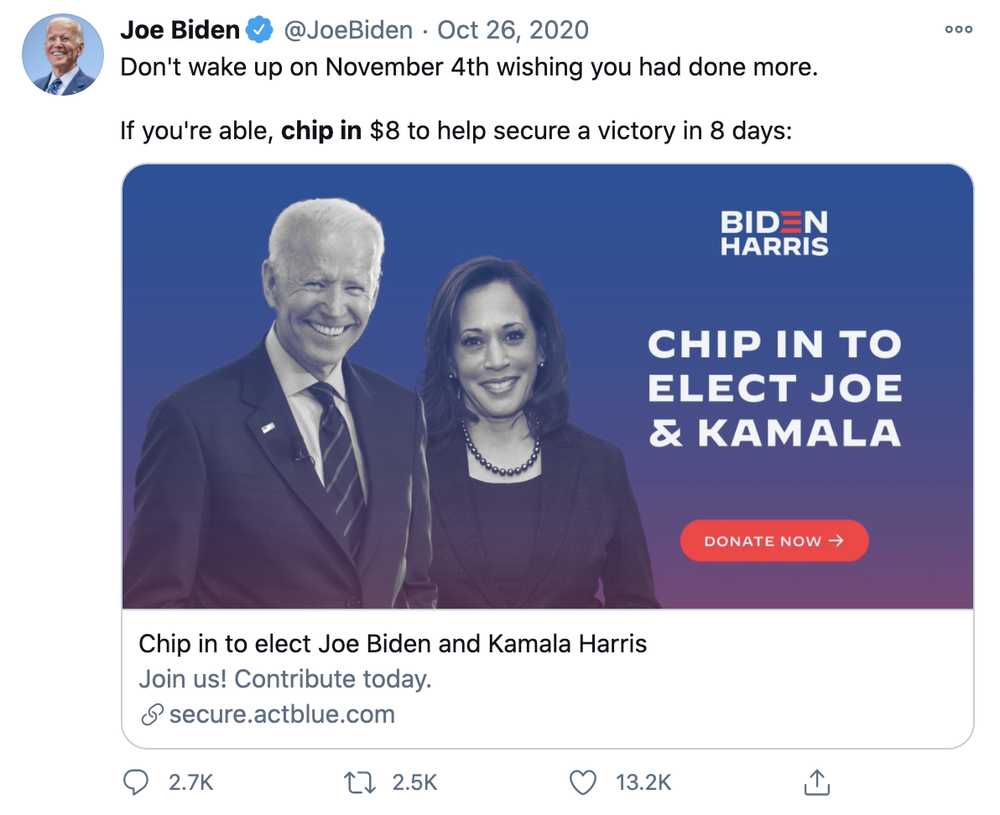 Joe Biden @JoeBiden · Oct 26, 2020
Don't wake up on November 4th wishing you had done more.
If you're able, chip in $8 to help secure a victory in 8 days:
BIDEN
HARRIS
CHIP IN TO
ELECT JOE
& KAMALA
DONATE NOW →
Chip in to elect Joe Biden and Kamala Harris
Join us! Contribute today.
secure.actblue.com
2.7K 2.5K 13.2K